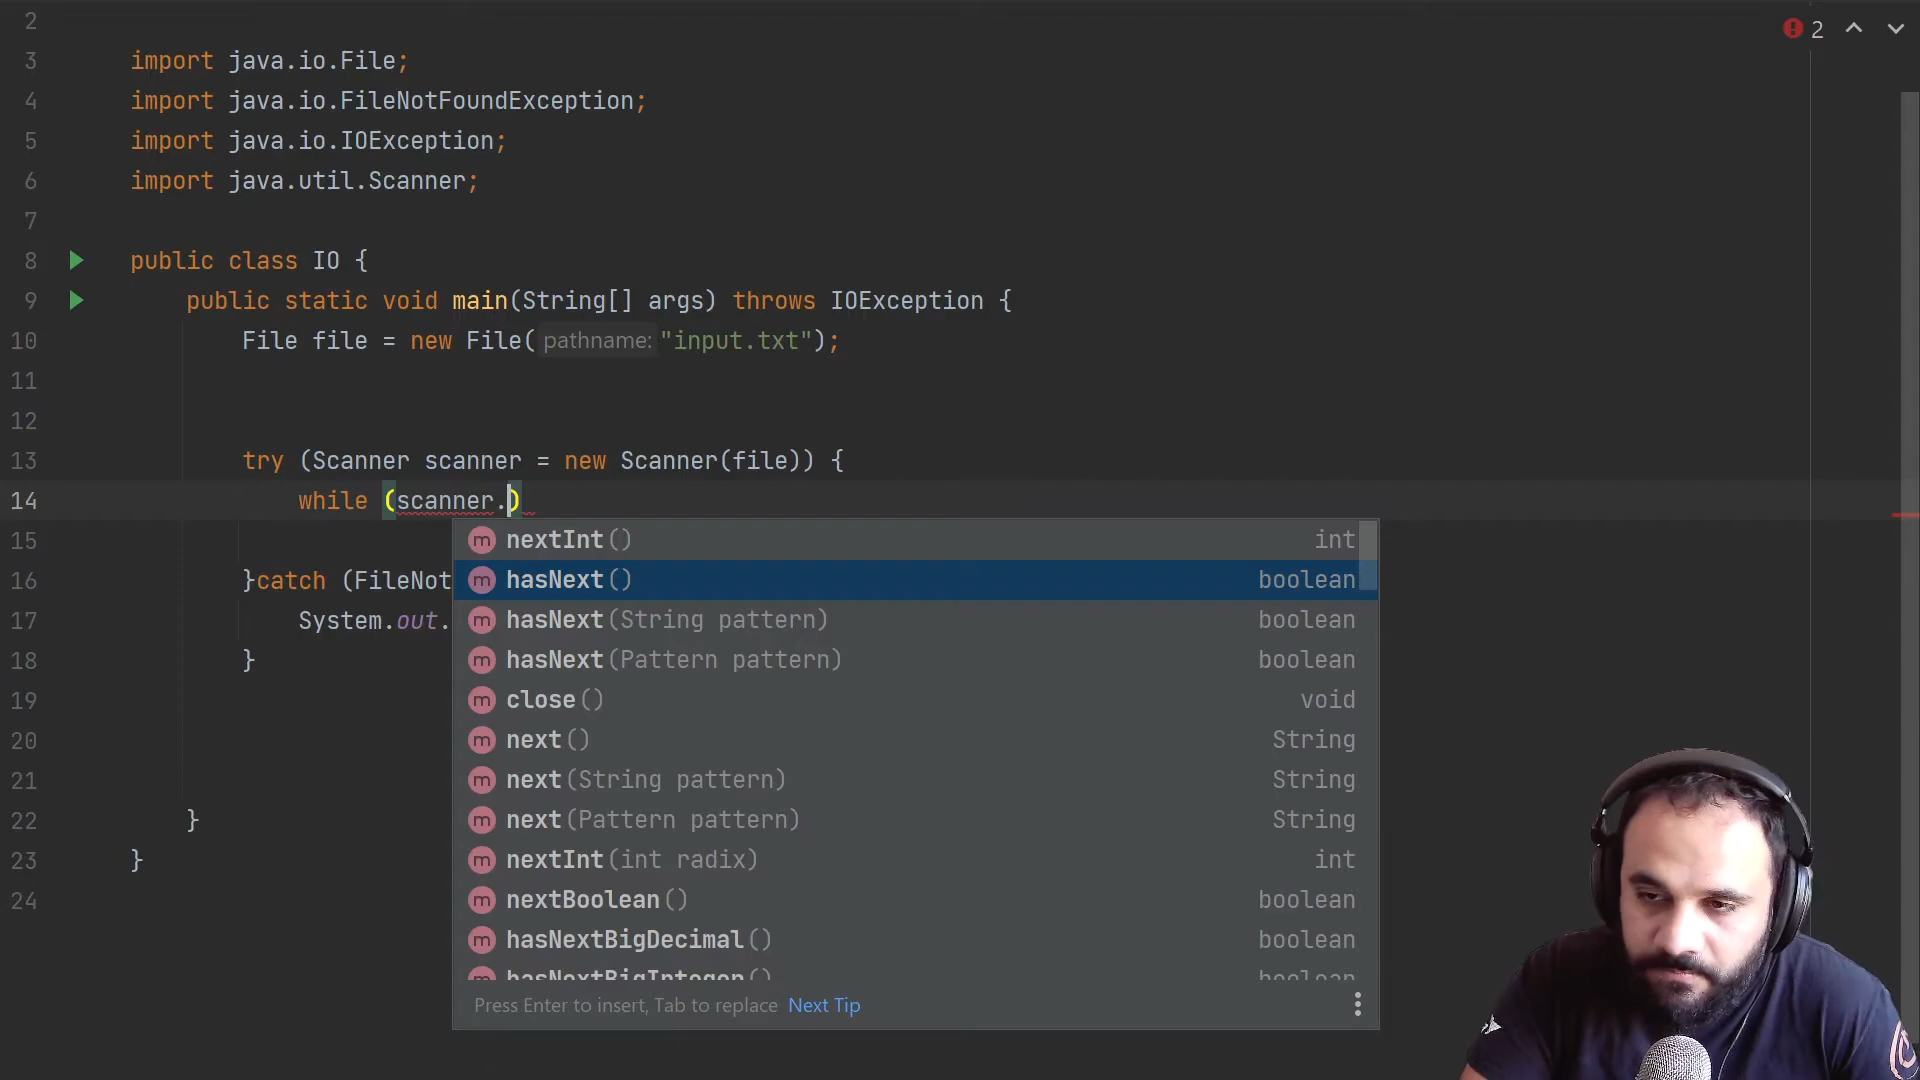 2
2
3 import java.io.File;
4 import java.io.FileNotFoundException;
5 import java.io.IOException;
6 import java.util.Scanner;
7
8 public class IO {
9 public static void main(String[] args) throws IOException {
10 File file = new File( pathname: "input.txt");
11
12
13 try (Scanner scanner = new Scanner(file)) {
14 while (scanner.)
m nextInt() int
15
m hasNext() boolean
16 }catch (FileNot
m hasNext(String pattern) boolean
17 System.out.
m hasNext(Pattern pattern) boolean
18 }
m close() void
19
m next() String
20
m next(String pattern) String
21
m next(Pattern pattern) String
22 }
m nextInt(int radix) int
23 }
m nextBoolean() boolean
24
m hasNextBigDecimal() boolean
m hasNextBigInteger() boolean
Press Enter to insert, Tab to replace Next Tip